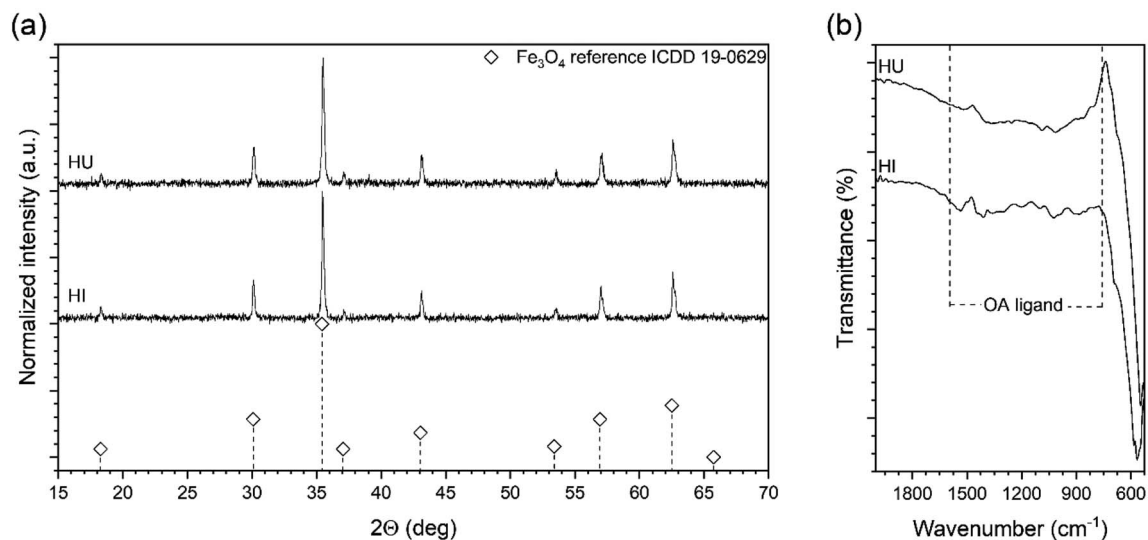 (a)
Fe₃O₄ reference ICDD 19-0629
HU
HI
Normalized intensity (a.u.)
15 20 25 30 35 40 45 50 55 60 65 70
2Θ (deg)
(b)
HU
HI
OA ligand
Transmittance (%)
1800 1500 1200 900 600
Wavenumber (cm⁻¹)